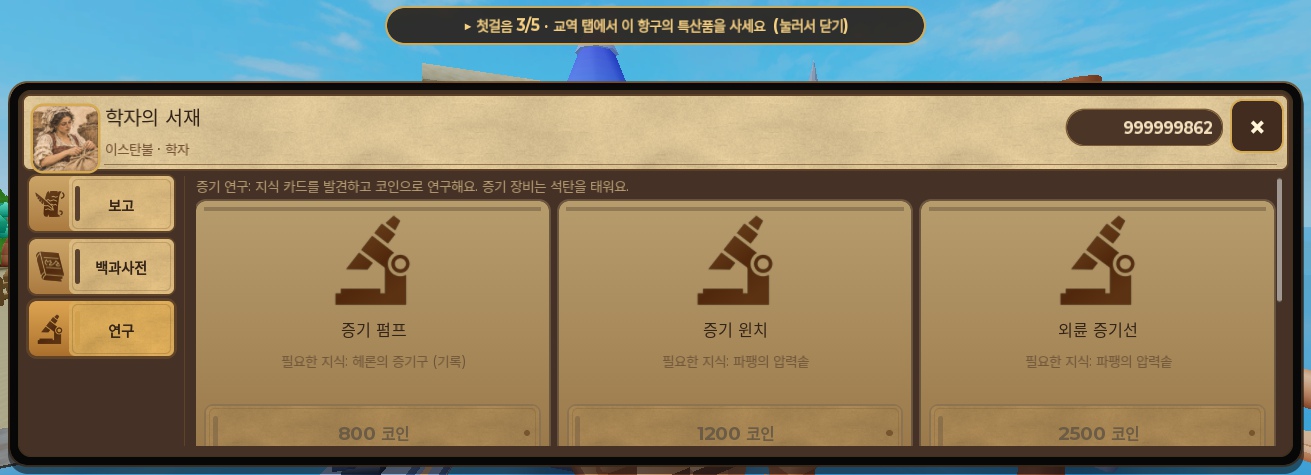 ▸ 첫걸음 3/5 · 교역 탭에서 이 항구의 특산품을 사세요 (눌러서 닫기)
학자의 서재
이스탄불 · 학자
999999862
×
보고
백과사전
연구
증기 연구: 지식 카드를 발견하고 코인으로 연구해요. 증기 장비는 석탄을 태워요.
증기 펌프
필요한 지식: 헤론의 증기구 (기록)
800 코인
증기 윈치
필요한 지식: 파팽의 압력솥
1200 코인
외륜 증기선
필요한 지식: 파팽의 압력솥
2500 코인